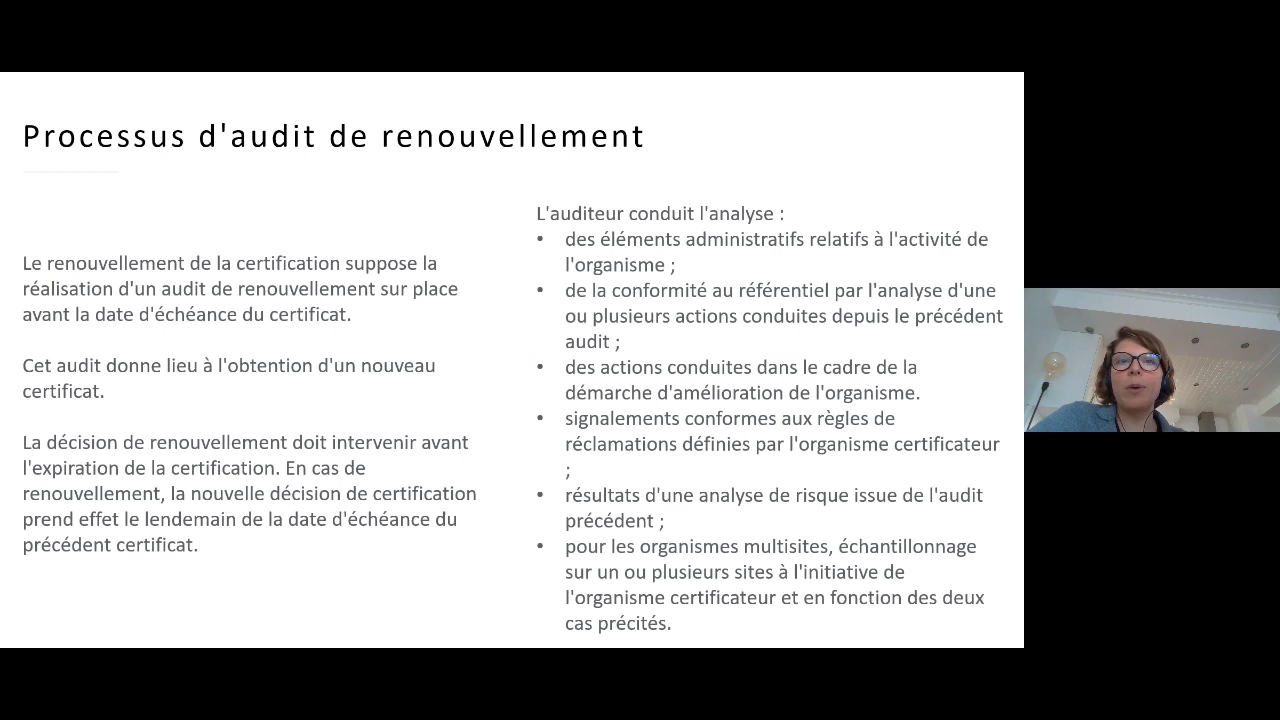 Processus d'audit de renouvellement
Le renouvellement de la certification suppose la
réalisation d'un audit de renouvellement sur place
avant la date d'échéance du certificat.
Cet audit donne lieu à l'obtention d'un nouveau
certificat.
La décision de renouvellement doit intervenir avant
l'expiration de la certification. En cas de
renouvellement, la nouvelle décision de certification
prend effet le lendemain de la date d'échéance du
précédent certificat.
L'auditeur conduit l'analyse :
• des éléments administratifs relatifs à l'activité de
l'organisme ;
• de la conformité au référentiel par l'analyse d'une
ou plusieurs actions conduites depuis le précédent
audit ;
• des actions conduites dans le cadre de la
démarche d'amélioration de l'organisme.
• signalements conformes aux règles de
réclamations définies par l'organisme certificateur
;
• résultats d'une analyse de risque issue de l'audit
précédent ;
• pour les organismes multisites, échantillonnage
sur un ou plusieurs sites à l'initiative de
l'organisme certificateur et en fonction des deux
cas précités.